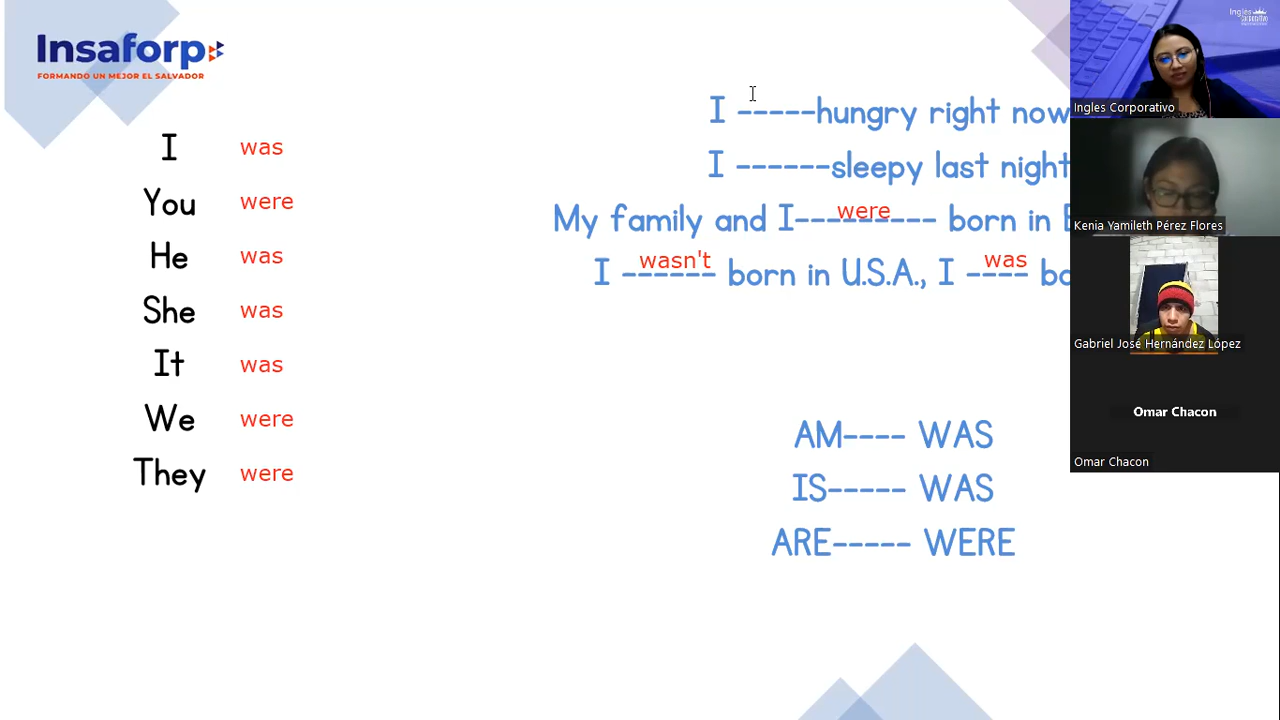 Insaforp
FORMANDO UN MEJOR EL SALVADOR
I was
You were
He was
She was
It was
We were
They were
I -----hungry right now
I ------sleepy last night
My family and I--------- born in
were
I ------ born in U.S.A., I ----
wasn't was
AM---- WAS
IS----- WAS
ARE----- WERE
Ingles Corporativo
Kenia Yamileth Pérez Flores
Gabriel José Hernández López
Omar Chacon
Omar Chacon